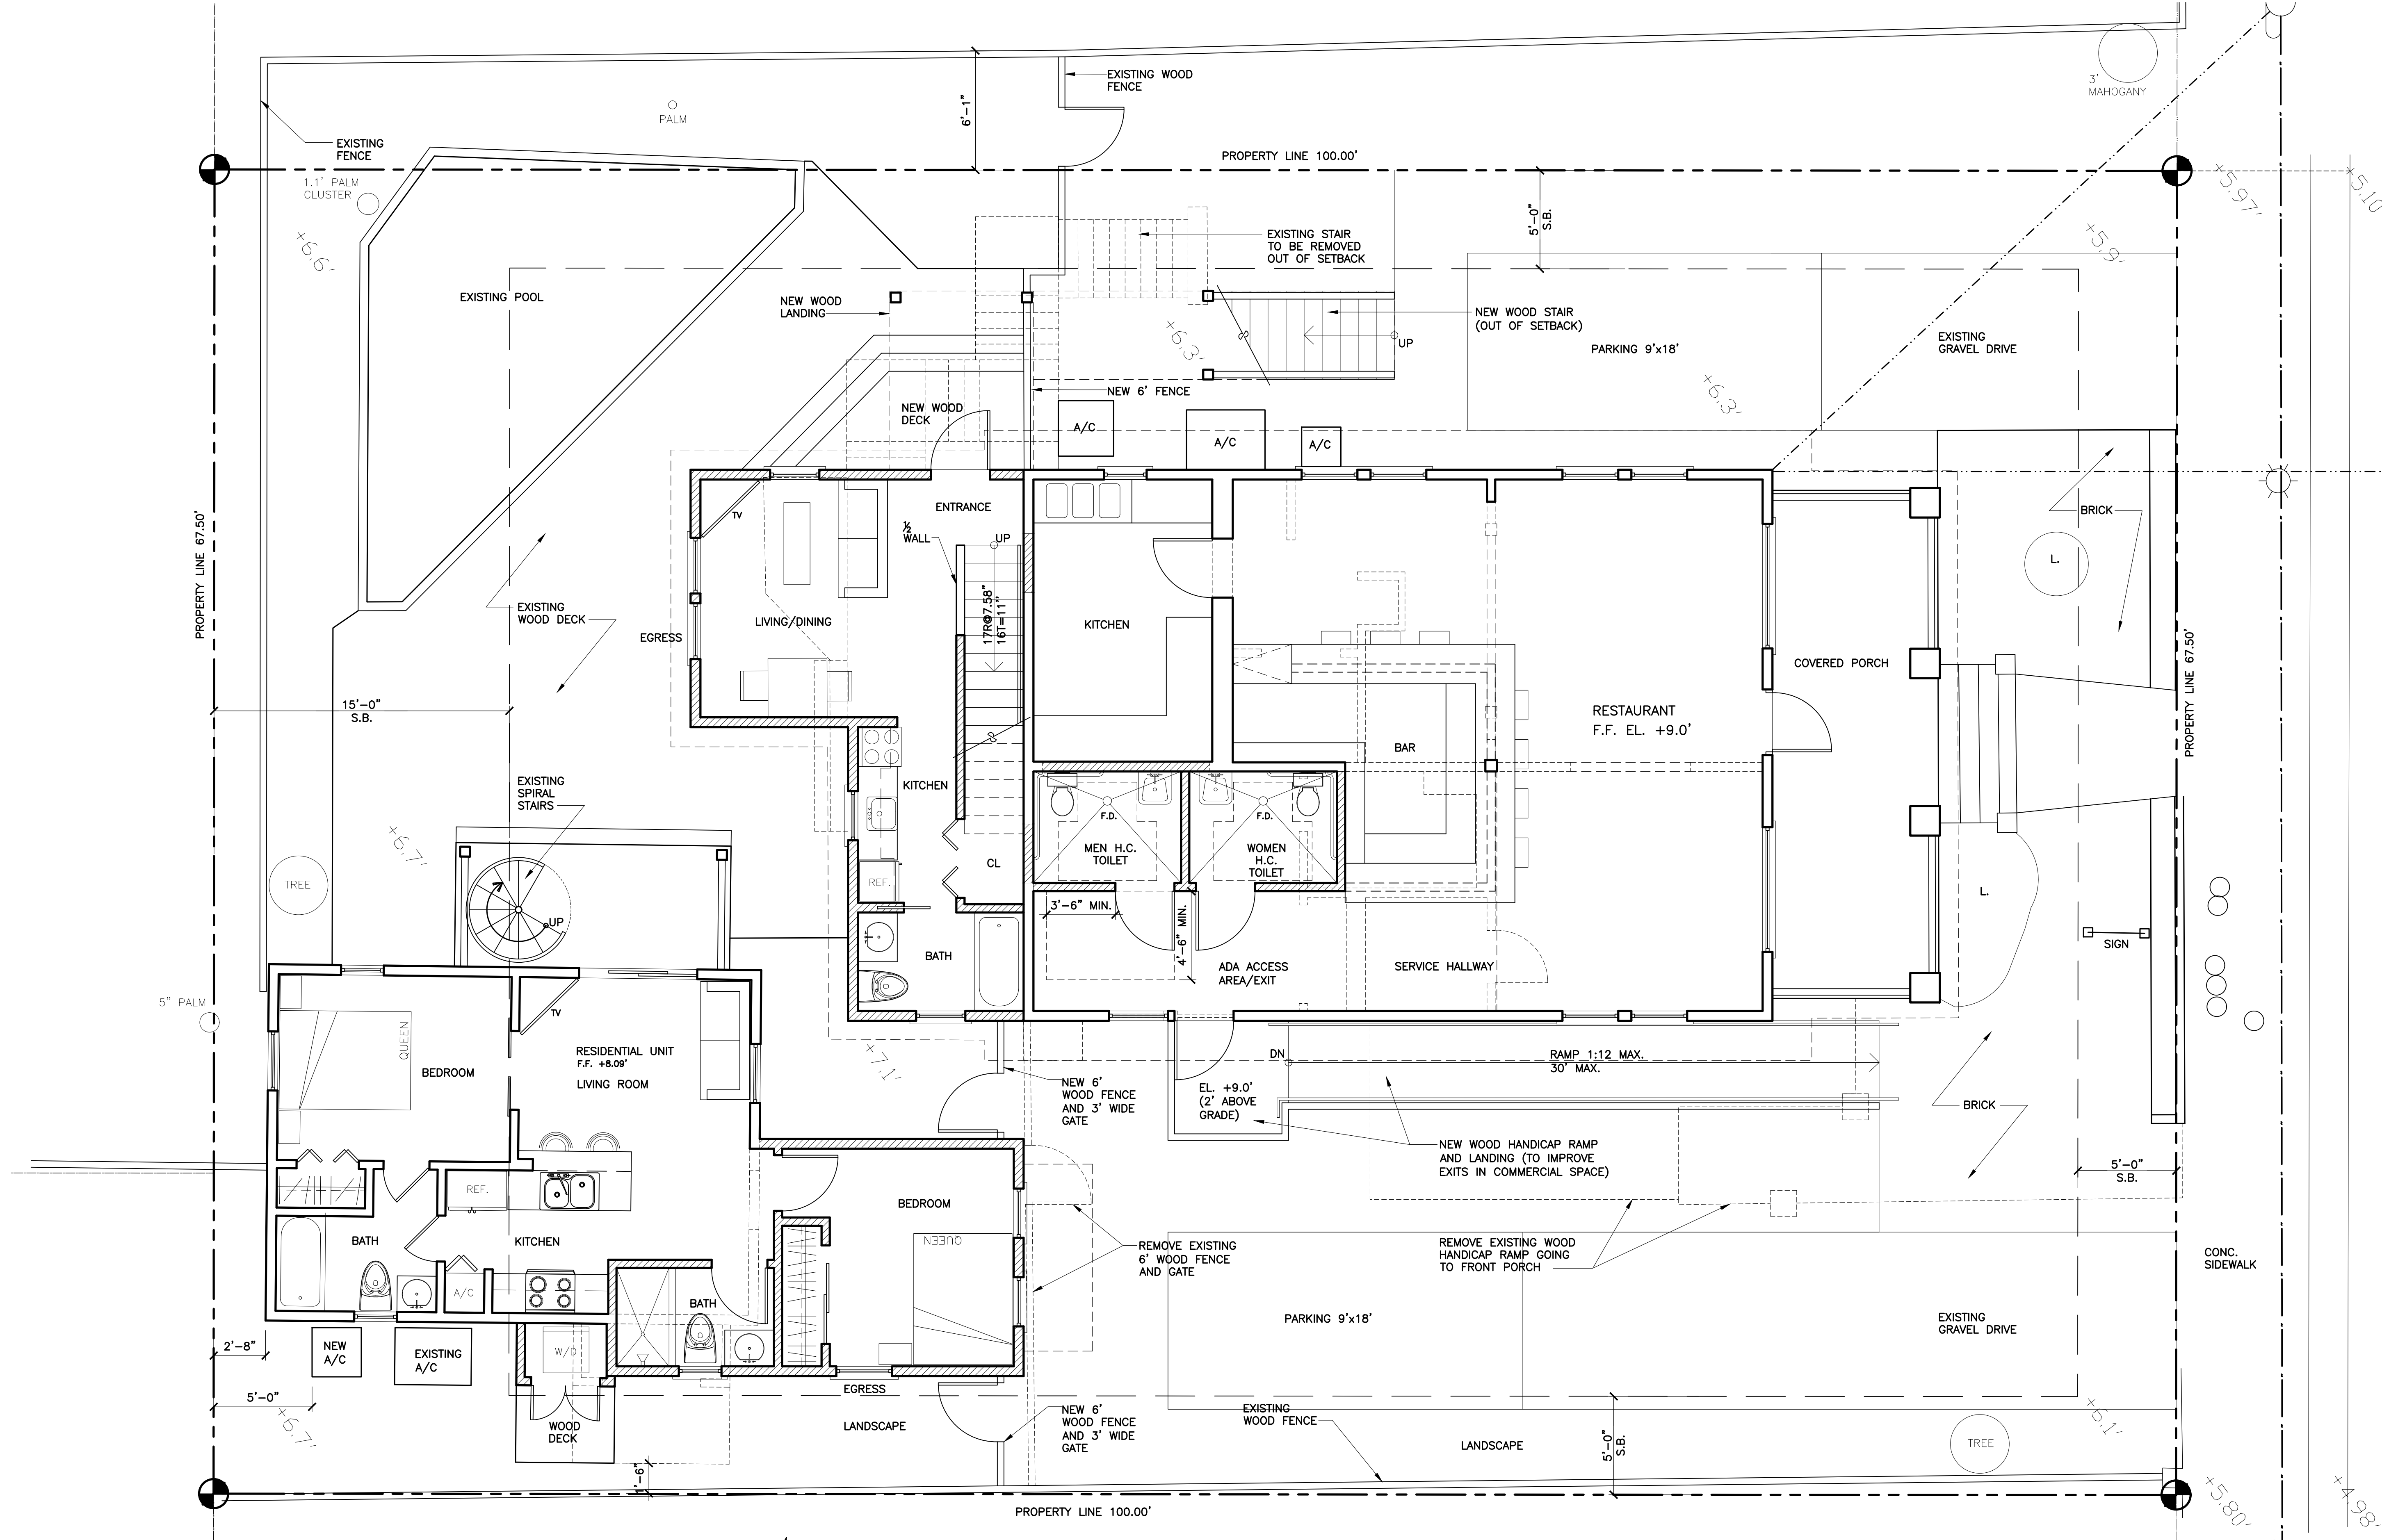 EXISTING WOOD
FENCE
3'
MAHOGANY
6'-1"
PALM
EXISTING
FENCE
PROPERTY LINE 100.00'
1.1' PALM
CLUSTER
+5.97'
+5.10
+6.6'
5'-0"
S.B.
+5.9'
EXISTING STAIR
TO BE REMOVED
OUT OF SETBACK
EXISTING POOL
NEW WOOD
LANDING
NEW WOOD STAIR
(OUT OF SETBACK)
+6.3'
UP
PARKING 9'x18'
EXISTING
GRAVEL DRIVE
+6.3'
NEW 6' FENCE
NEW WOOD
DECK
A/C
A/C
A/C
ENTRANCE
TV
½
WALL
UP
BRICK
PROPERTY LINE 67.50'
L.
17R@7.58"
16T=11"
EXISTING
WOOD DECK
LIVING/DINING
KITCHEN
EGRESS
COVERED PORCH
PROPERTY LINE 67.50'
15'-0"
S.B.
RESTAURANT
F.F. EL. +9.0'
BAR
EXISTING
SPIRAL
STAIRS
KITCHEN
F.D.
F.D.
+6.7'
MEN H.C.
TOILET
WOMEN
H.C.
TOILET
CL
TREE
REF.
L.
3'-6" MIN.
4'-6" MIN.
UP
SIGN
BATH
ADA ACCESS
AREA/EXIT
SERVICE HALLWAY
5" PALM
TV
QUEEN
RESIDENTIAL UNIT
F.F. +8.09'
LIVING ROOM
BEDROOM
+7.1'
DN
RAMP 1:12 MAX.
30' MAX.
NEW 6'
WOOD FENCE
AND 3' WIDE
GATE
EL. +9.0'
(2' ABOVE
GRADE)
BRICK
NEW WOOD HANDICAP RAMP
AND LANDING (TO IMPROVE
EXITS IN COMMERCIAL SPACE)
5'-0"
S.B.
REF.
BEDROOM
QUEEN
BATH
KITCHEN
REMOVE EXISTING
6' WOOD FENCE
AND GATE
REMOVE EXISTING WOOD
HANDICAP RAMP GOING
TO FRONT PORCH
CONC.
SIDEWALK
A/C
BATH
PARKING 9'x18'
EXISTING
GRAVEL DRIVE
2'-8"
NEW
A/C
EXISTING
A/C
W/D
EGRESS
5'-0"
+6.7'
WOOD
DECK
LANDSCAPE
NEW 6'
WOOD FENCE
AND 3' WIDE
GATE
EXISTING
WOOD FENCE
LANDSCAPE
5'-0"
S.B.
TREE
+6.1'
1'-6"
PROPERTY LINE 100.00'
+5.80'
+4.98'